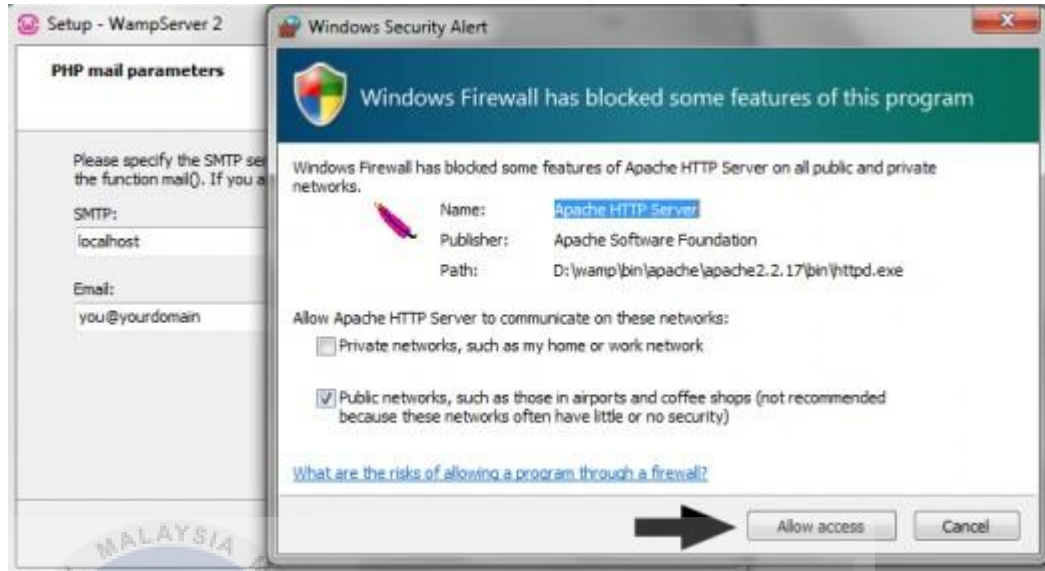 Setup - WampServer 2
PHP mail parameters
Please specify the SMTP ser
the function mail(). If you a
SMTP:
localhost
Email:
you@yourdomain
Windows Security Alert
Windows Firewall has blocked some features of this program
Windows Firewall has blocked some features of Apache HTTP Server on all public and private
networks.
Name: Apache HTTP Server
Publisher: Apache Software Foundation
Path: D:\wamp\bin\apache\apache2.2.17\bin\httpd.exe
Allow Apache HTTP Server to communicate on these networks:
Private networks, such as my home or work network
Public networks, such as those in airports and coffee shops (not recommended
because these networks often have little or no security)
What are the risks of allowing a program through a firewall?
Allow access
Cancel
MALAYSIA